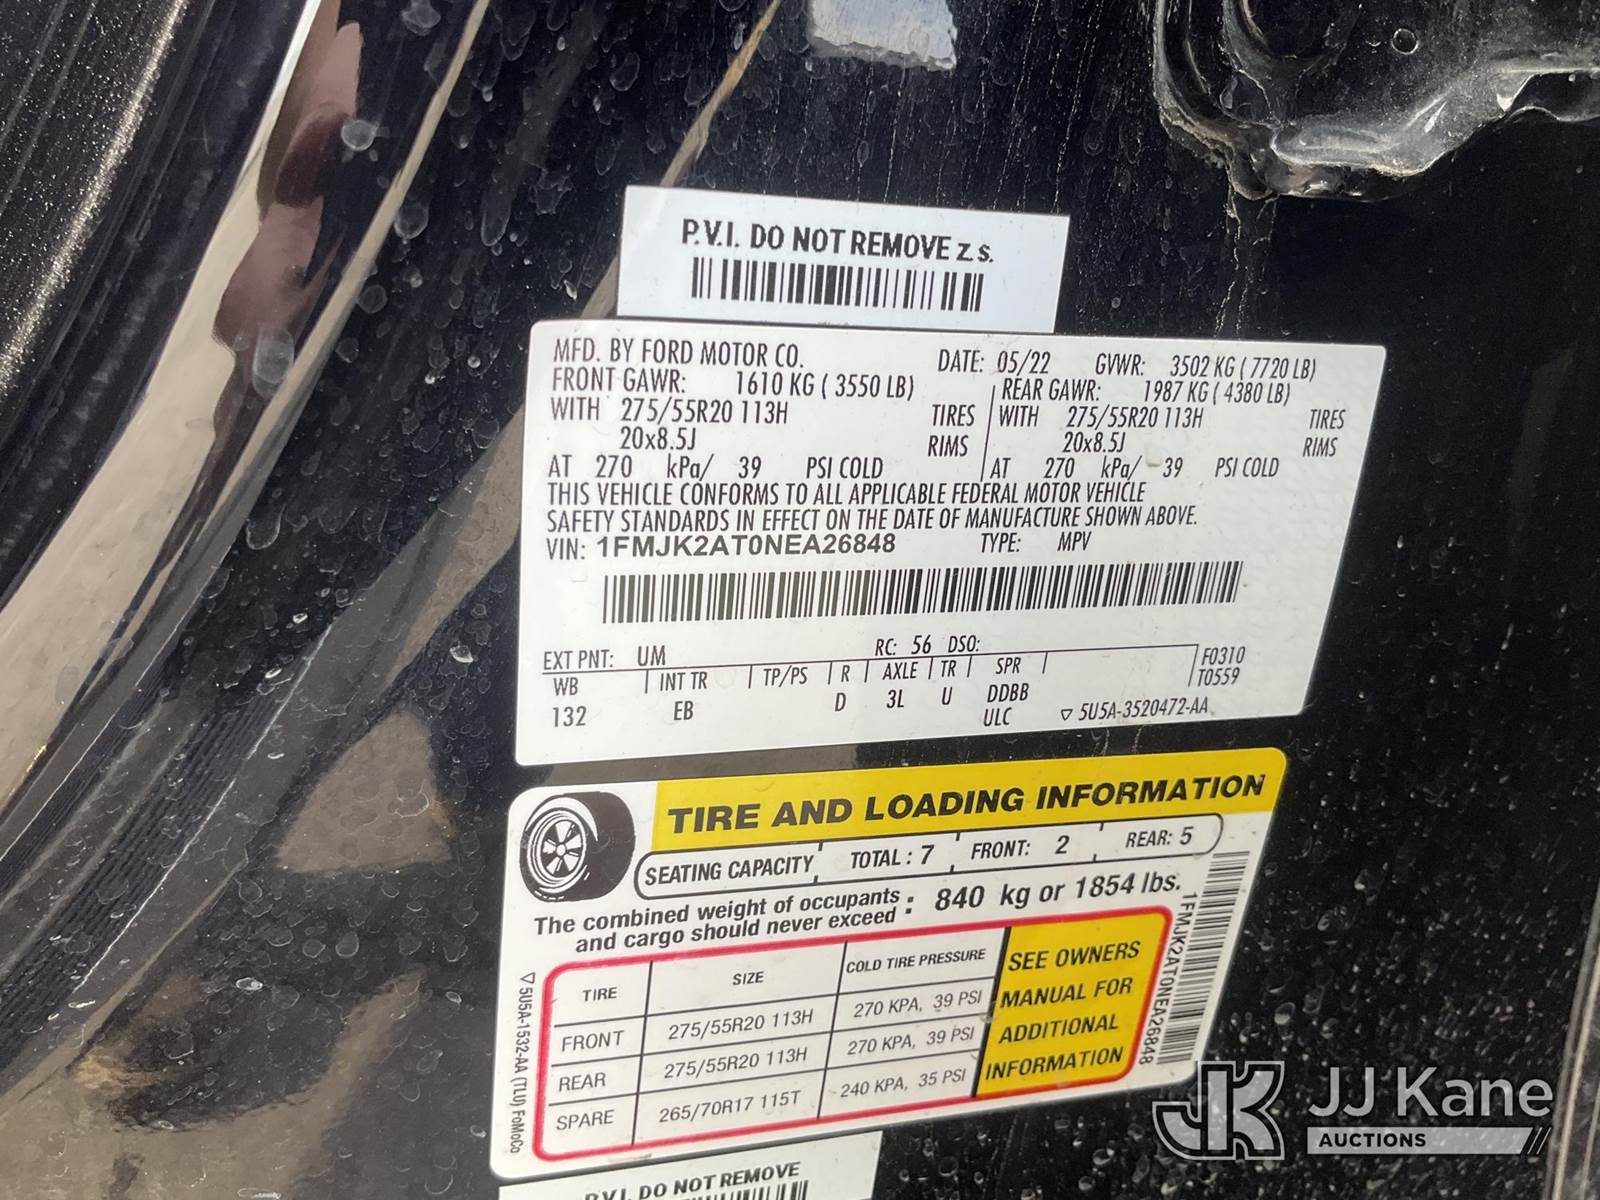 P.V.I. DO NOT REMOVE Z.S.
MFD. BY FORD MOTOR CO. DATE: 05/22 GVWR: 3502 KG ( 7720 LB)
FRONT GAWR: 1610 KG ( 3550 LB) REAR GAWR: 1987 KG ( 4380 LB)
WITH 275/55R20 113H TIRES WITH 275/55R20 113H TIRES
20x8.5J RIMS 20x8.5J RIMS
AT 270 kPa/ 39 PSI COLD AT 270 kPa/ 39 PSI COLD
THIS VEHICLE CONFORMS TO ALL APPLICABLE FEDERAL MOTOR VEHICLE
SAFETY STANDARDS IN EFFECT ON THE DATE OF MANUFACTURE SHOWN ABOVE.
VIN: 1FMJK2AT0NEA26848 TYPE: MPV
EXT PNT: UM RC: 56 DSO: F0310
WB INT TR TP/PS R AXLE TR SPR T0559
132 EB D 3L U DDBB
ULC ▽ 5U5A-3520472-AA
TIRE AND LOADING INFORMATION
SEATING CAPACITY TOTAL : 7 FRONT: 2 REAR: 5
The combined weight of occupants
and cargo should never exceed : 840 kg or 1854 lbs.
TIRE SIZE COLD TIRE PRESSURE
FRONT 275/55R20 113H 270 KPA, 39 PSI
REAR 275/55R20 113H 270 KPA, 39 PSI
SPARE 265/70R17 115T 240 KPA, 35 PSI
SEE OWNERS
MANUAL FOR
ADDITIONAL
INFORMATION
1FMJK2AT0NEA26848
▽ 5U5A-1532-AA (TLU) FoMoCo
P.V.I. DO NOT REMOVE
JK JJ Kane
AUCTIONS